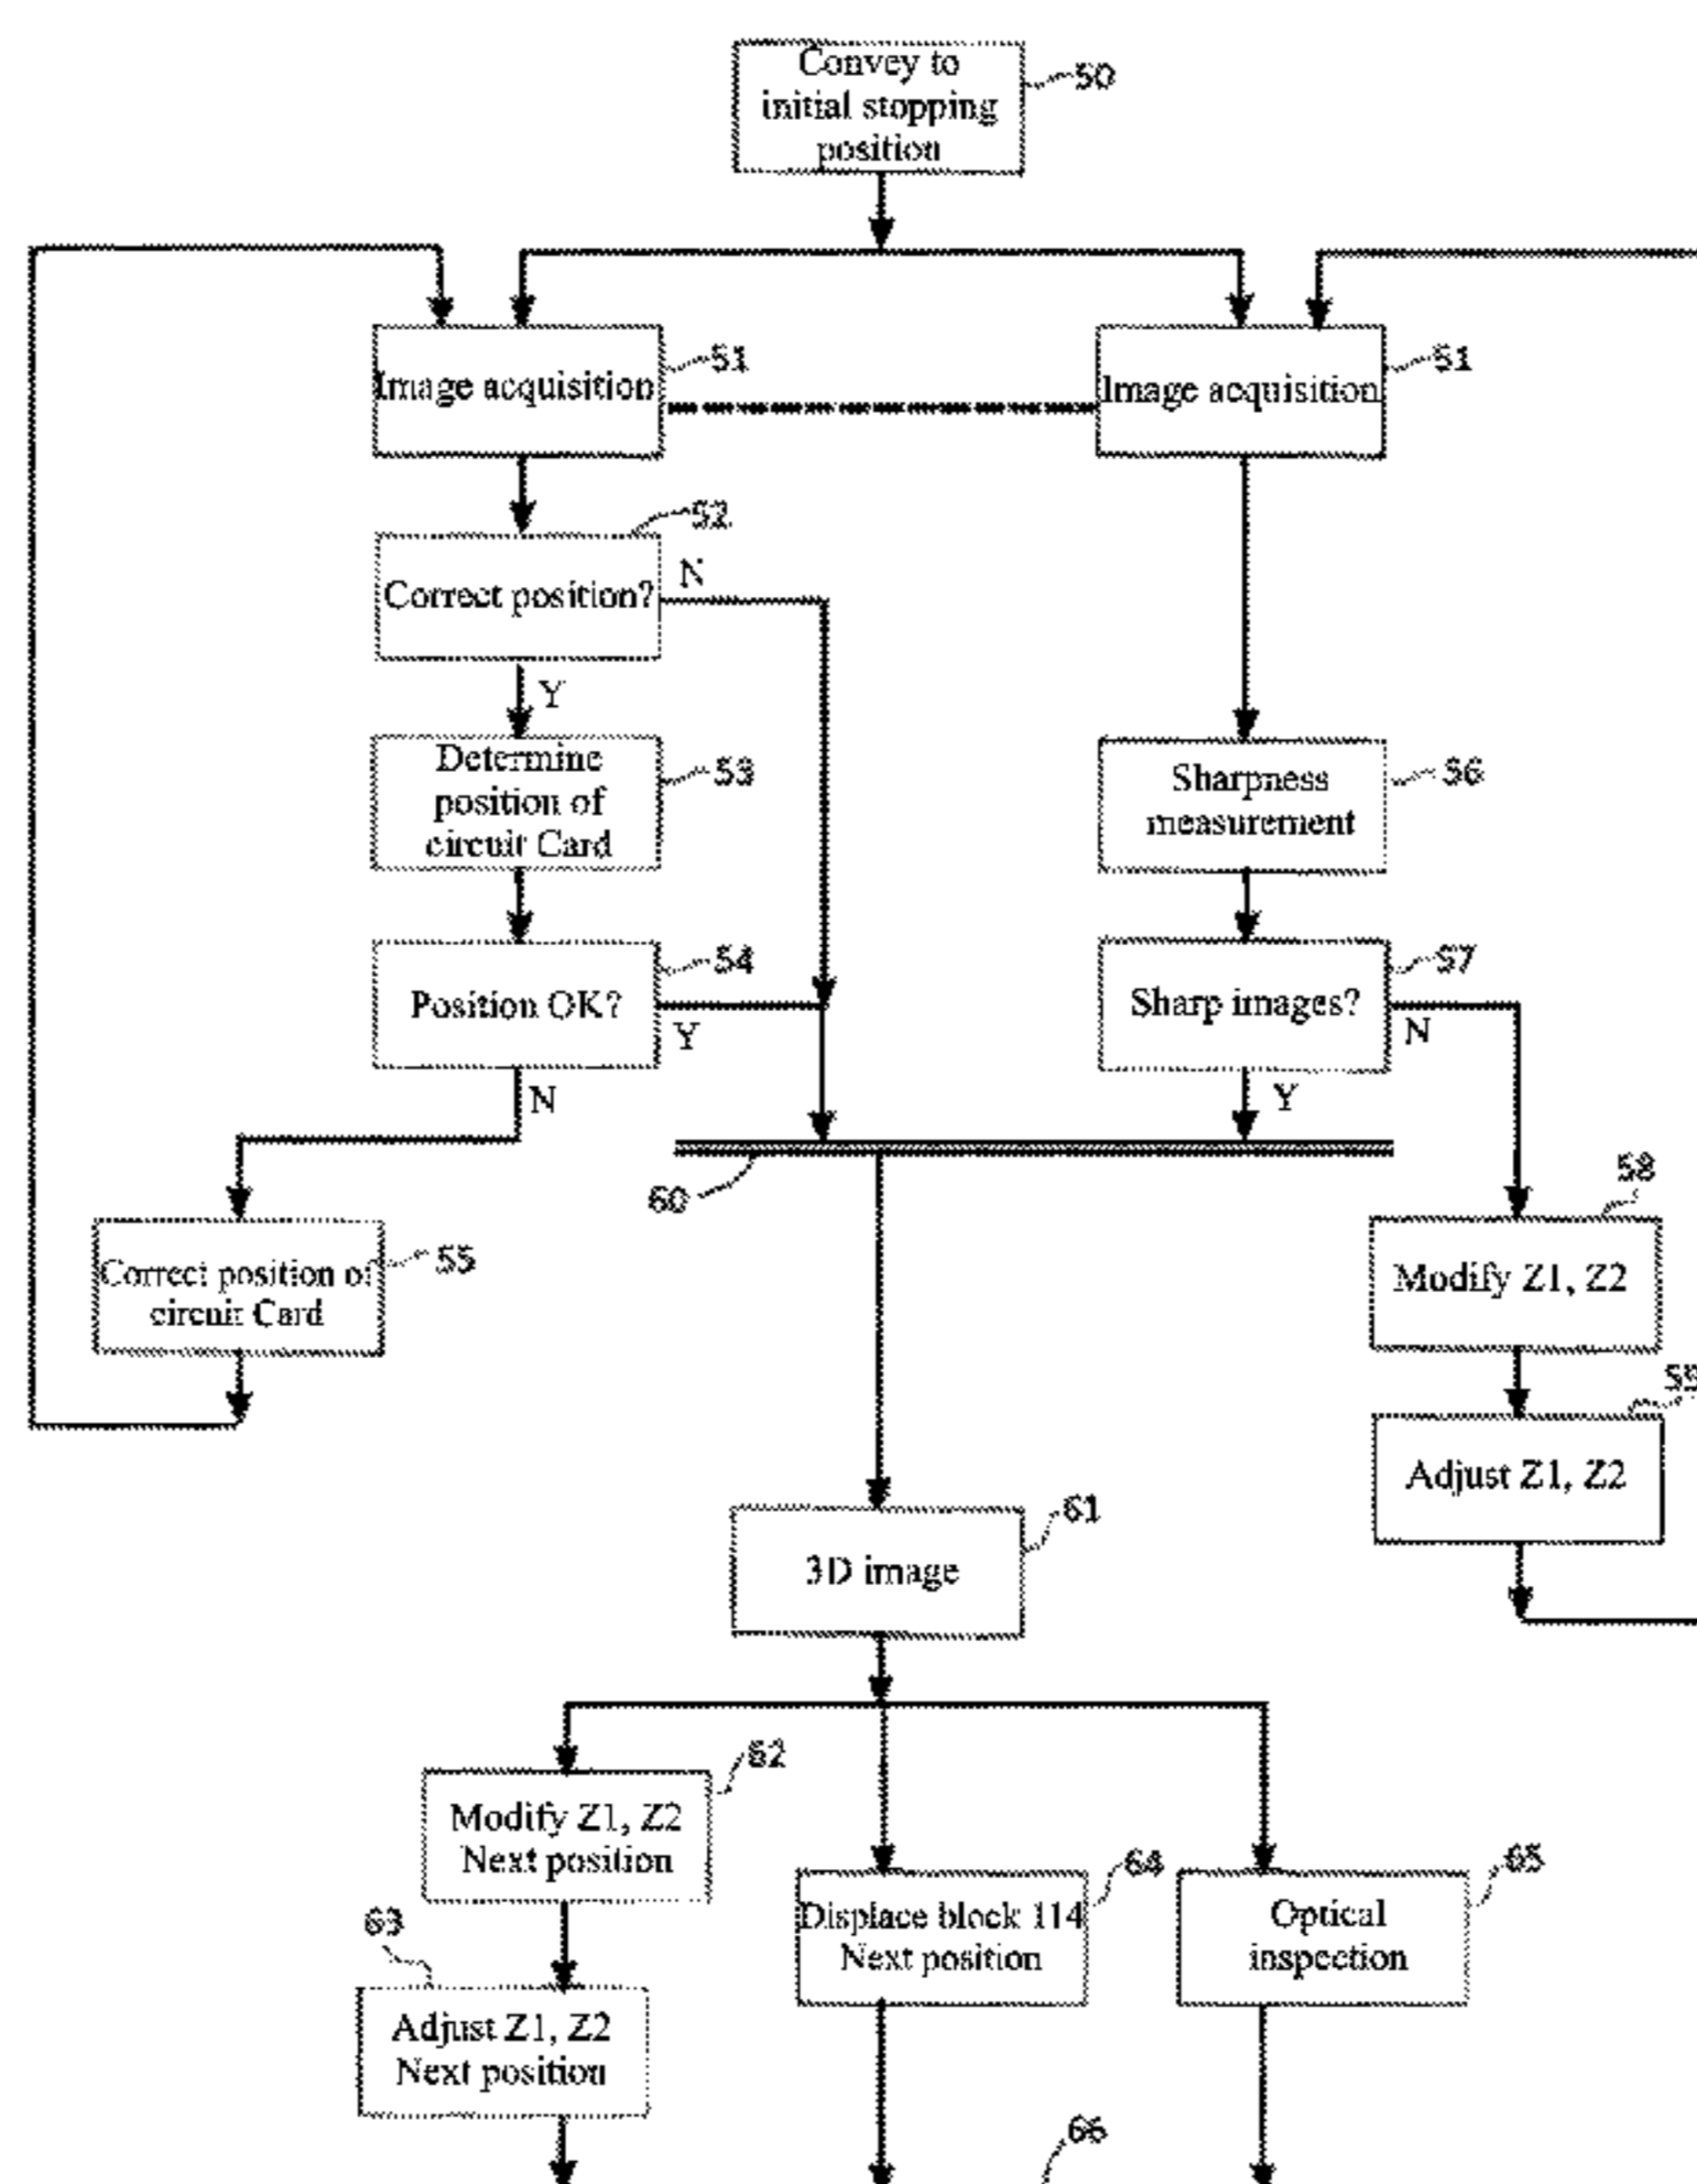 Convey to
initial stopping
position
50
Image acquisition
51
Image acquisition
51
52
Correct position?
N
Y
Determine
position of
circuit Card
53
Sharpness
measurement
56
Position OK?
54
Y
N
Sharp images?
57
N
Y
60
58
Correct position of
circuit Card
55
Modify Z1, Z2
59
Adjust Z1, Z2
61
3D image
62
Modify Z1, Z2
Next position
64
Displace block 114
Next position
65
Optical
inspection
63
Adjust Z1, Z2
Next position
66